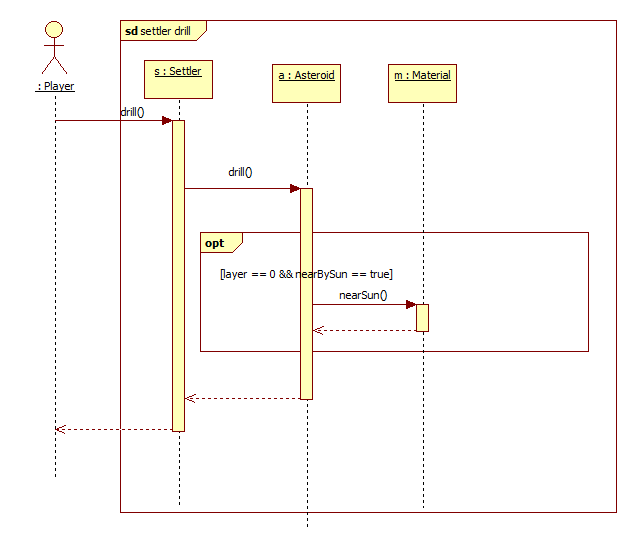 sd settler drill
: Player
s : Settler
a : Asteroid
m : Material
drill()
drill()
opt
[layer == 0 && nearBySun == true]
nearSun()